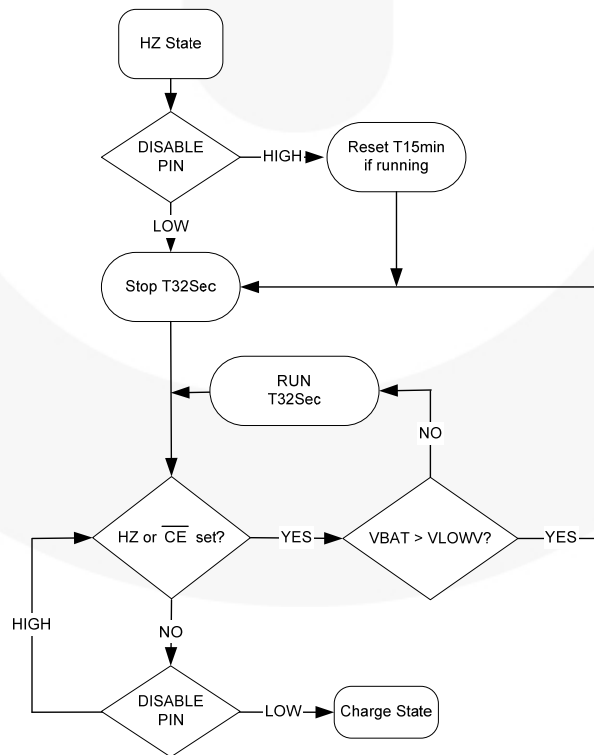 HZ State
DISABLE
PIN
HIGH
Reset T15min
if running
LOW
Stop T32Sec
RUN
T32Sec
NO
HZ or C̅E̅ set?
YES
VBAT > VLOWV?
YES
HIGH
NO
DISABLE
PIN
LOW
Charge State